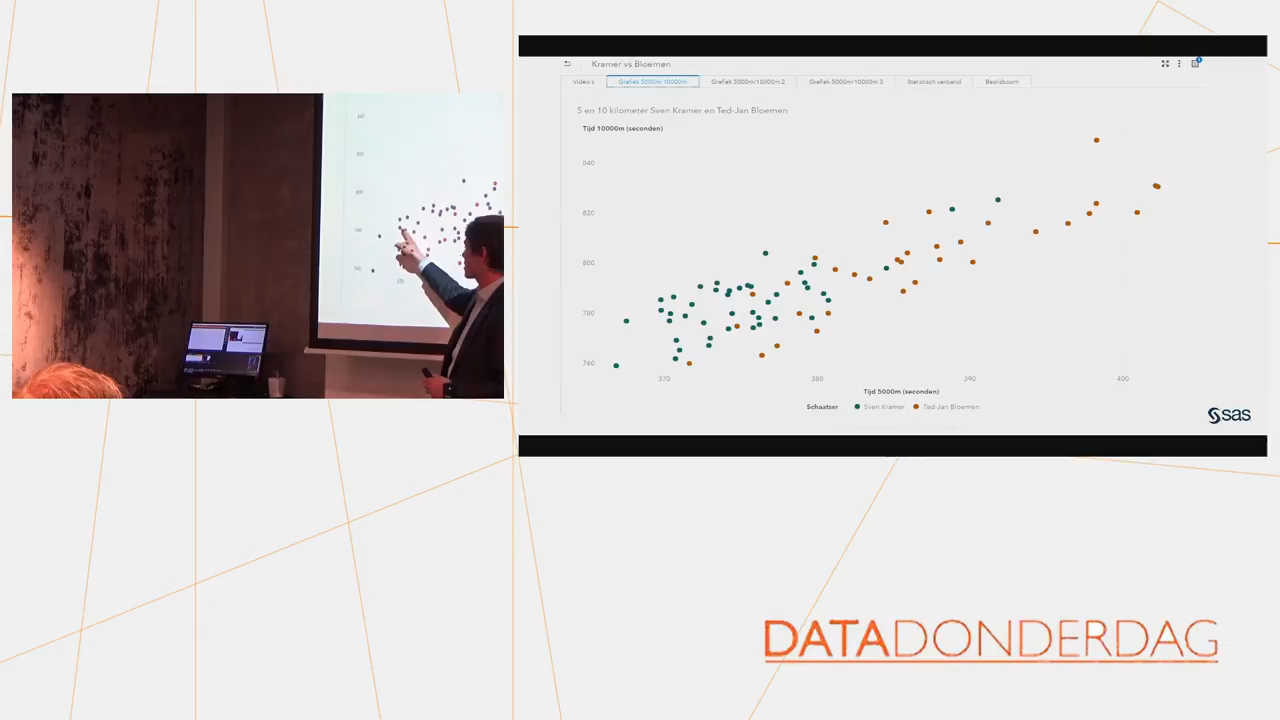 Kramer vs Bloemen
Video's
Grafiek 5000m/10000m
Grafiek 5000m/10000m 2
Grafiek 5000m/10000m 3
Statistisch verband
Beslisboom
5 en 10 kilometer Sven Kramer en Ted-Jan Bloemen
Tijd 10000m (seconden)
840
820
800
780
760
370
380
390
400
Tijd 5000m (seconden)
Schaatser
Sven Kramer
Ted-Jan Bloemen
sas
DATADONDERDAG